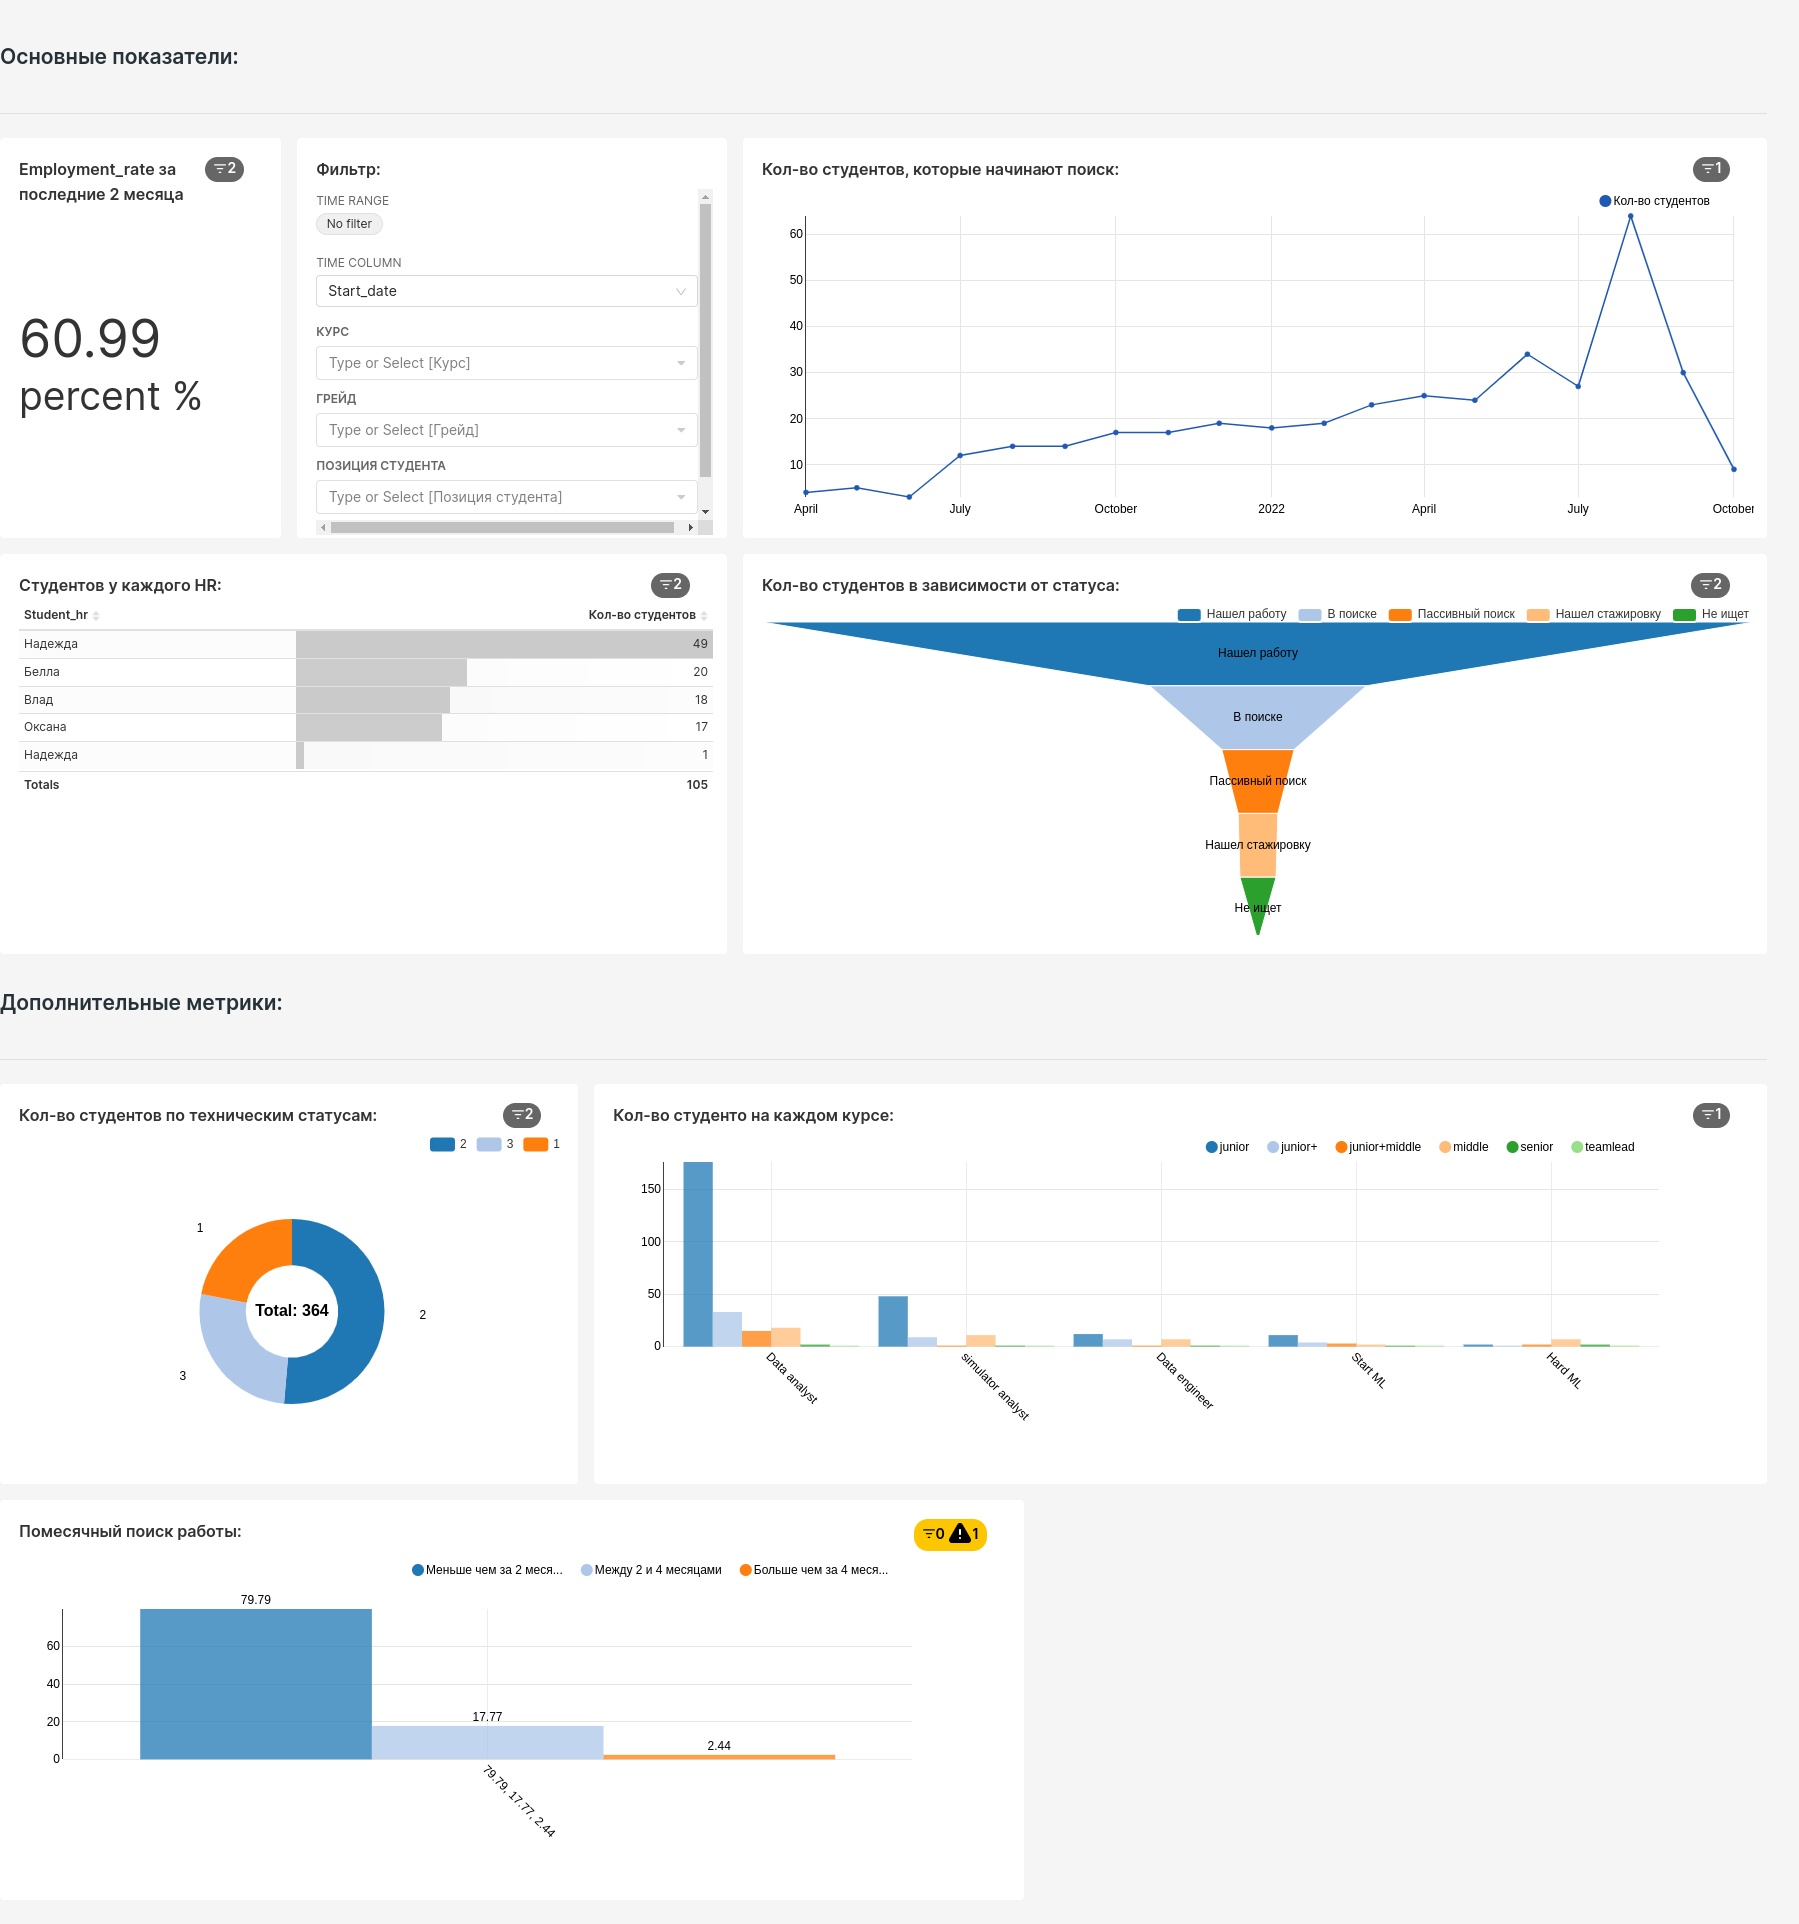 Основные показатели:
Employment_rate за
последние 2 месяца
2
60.99
percent %
Фильтр:
TIME RANGE
No filter
TIME COLUMN
Start_date
КУРС
Type or Select [Курс]
ГРЕЙД
Type or Select [Грейд]
ПОЗИЦИЯ СТУДЕНТА
Type or Select [Позиция студента]
Кол-во студентов, которые начинают поиск:
1
Кол-во студентов
60
50
40
30
20
10
April July October 2022 April July October
Студентов у каждого HR:
2
Student_hr Кол-во студентов
Надежда 49
Белла 20
Влад 18
Оксана 17
Надежда 1
Totals 105
Кол-во студентов в зависимости от статуса:
2
Нашел работу В поиске Пассивный поиск Нашел стажировку Не ищет
Нашел работу
В поиске
Пассивный поиск
Нашел стажировку
Не ищет
Дополнительные метрики:
Кол-во студентов по техническим статусам:
2
2 3 1
1
Total: 364
2
3
Кол-во студенто на каждом курсе:
1
junior junior+ junior+middle middle senior teamlead
150
100
50
0
Data analyst
simulator analyst
Data engineer
Start ML
Hard ML
Помесячный поиск работы:
0 1
Меньше чем за 2 меся... Между 2 и 4 месяцами Больше чем за 4 меся...
79.79
60
40
17.77
20
2.44
0
79.79, 17.77, 2.44